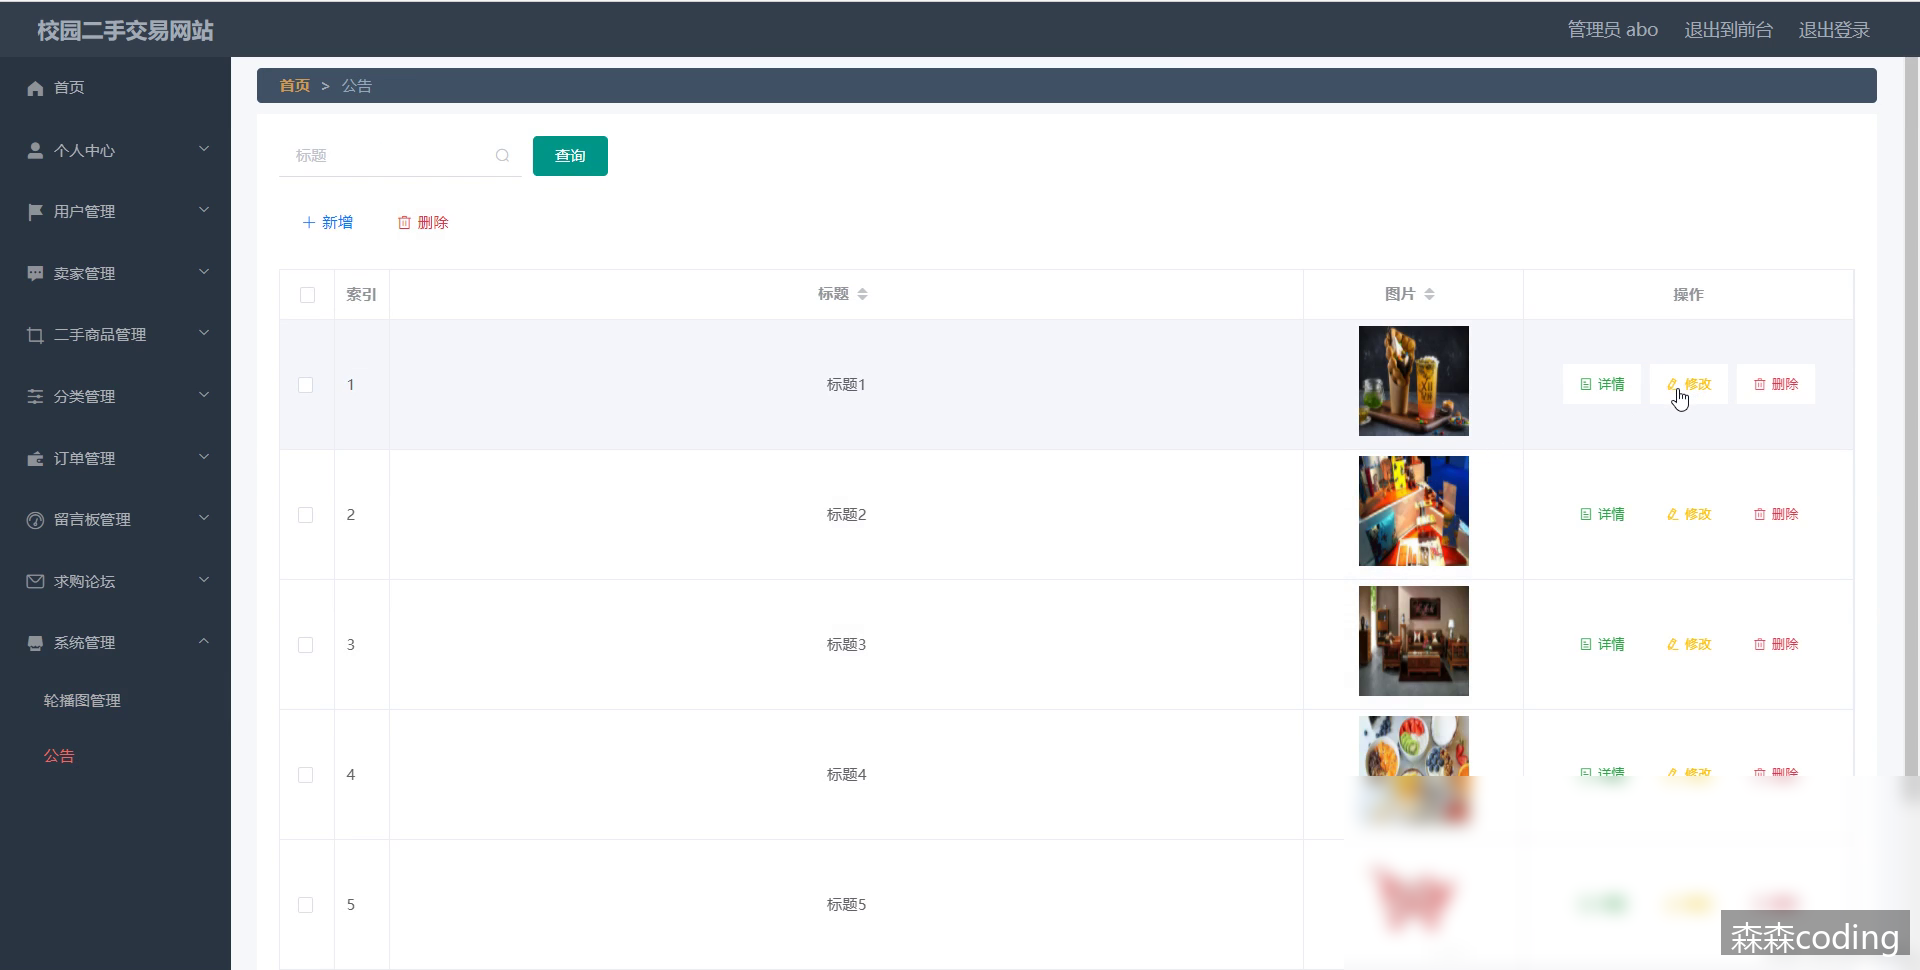 校园二手交易网站
管理员 abo 退出到前台 退出登录
首页
个人中心
用户管理
卖家管理
二手商品管理
分类管理
订单管理
留言板管理
求购论坛
系统管理
轮播图管理
公告
首页 > 公告
标题 查询
新增 删除
索引 标题 图片 操作
1 标题1 详情 修改 删除
2 标题2 详情 修改 删除
3 标题3 详情 修改 删除
4 标题4 详情 修改 删除
5 标题5
森森coding